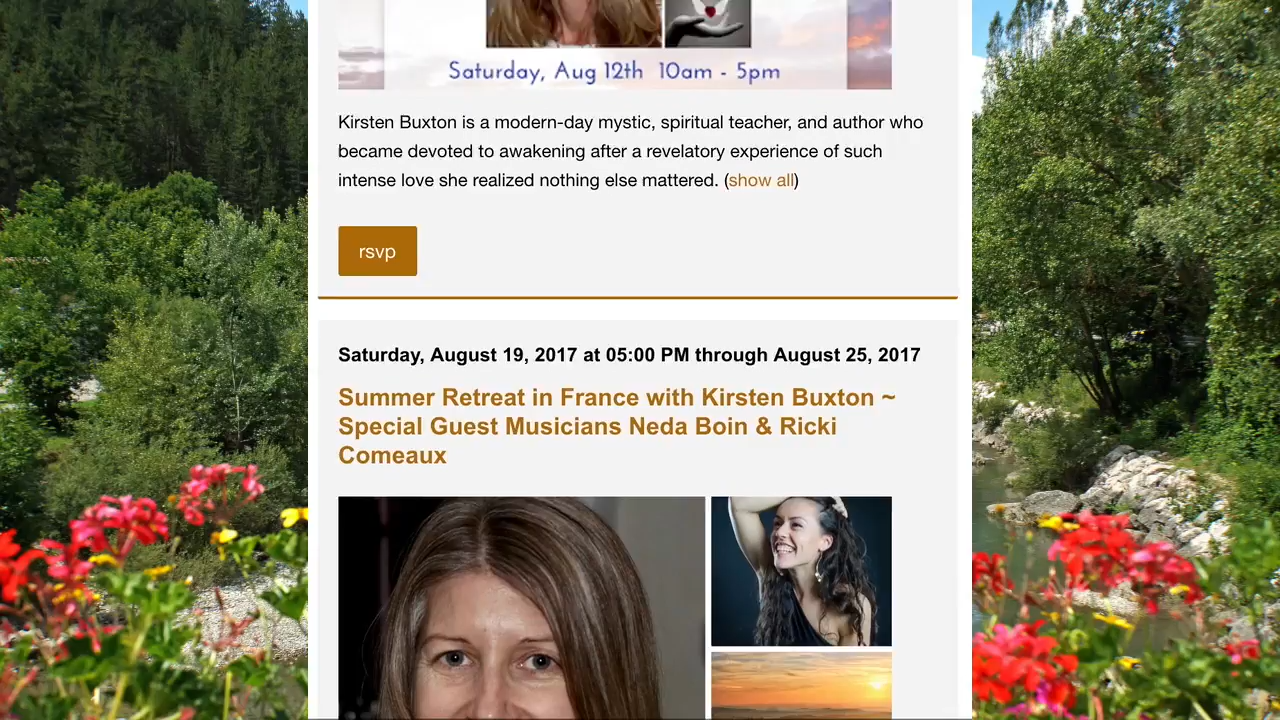 Saturday, Aug 12th 10am - 5pm
Kirsten Buxton is a modern-day mystic, spiritual teacher, and author who
became devoted to awakening after a revelatory experience of such
intense love she realized nothing else mattered. (show all)
rsvp
Saturday, August 19, 2017 at 05:00 PM through August 25, 2017
Summer Retreat in France with Kirsten Buxton ~
Special Guest Musicians Neda Boin & Ricki
Comeaux